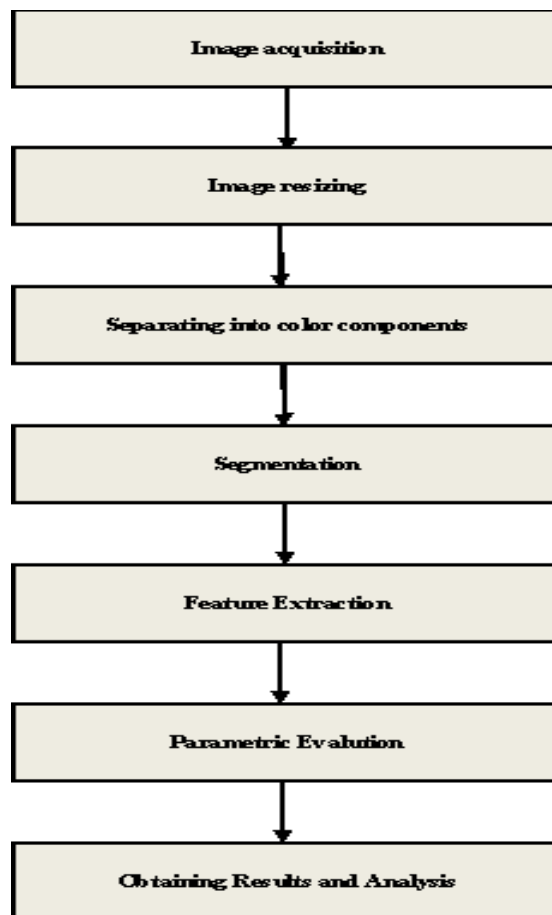 Image acquisition
Image resizing
Separating into color components
Segmentation
Feature Extraction
Parametric Evalution
Obtaining Results and Analysis